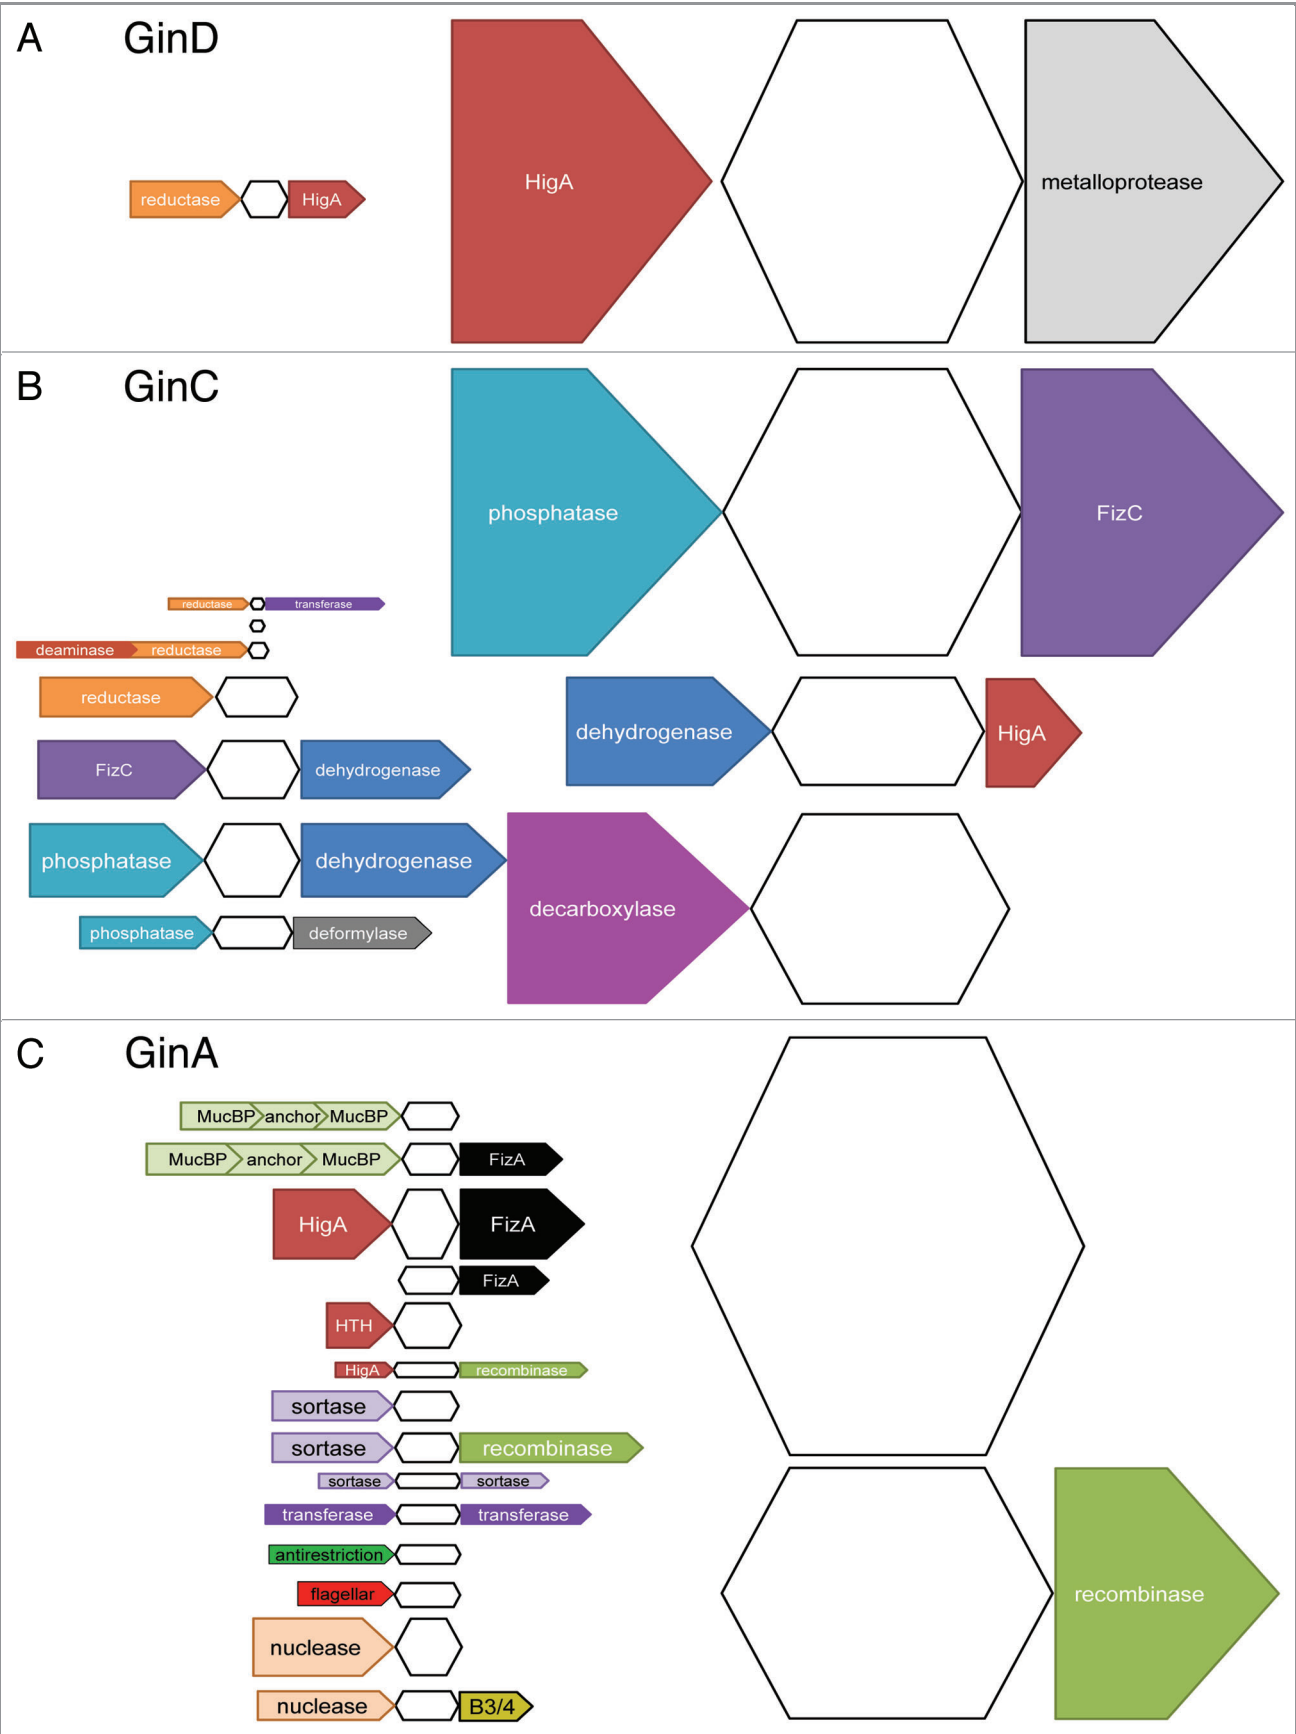 A GinD
reductase HigA
HigA metalloprotease
B GinC
phosphatase FizC
reductase transferase
deaminase reductase
reductase
dehydrogenase HigA
FizC dehydrogenase
phosphatase dehydrogenase
decarboxylase
phosphatase deformylase
C GinA
MucBP anchor MucBP
MucBP anchor MucBP FizA
HigA FizA
FizA
HTH
HigA recombinase
sortase
sortase recombinase
sortase sortase
transferase transferase
antirestriction
flagellar
recombinase
nuclease
nuclease B3/4